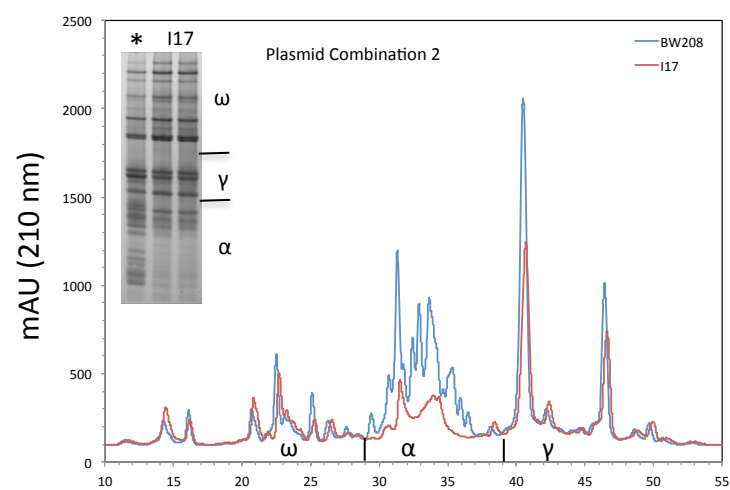 2500
2000
1500
1000
500
0
mAU (210 nm)
* I17
ω
γ
α
Plasmid Combination 2
BW208
I17
ω α γ
10 15 20 25 30 35 40 45 50 55